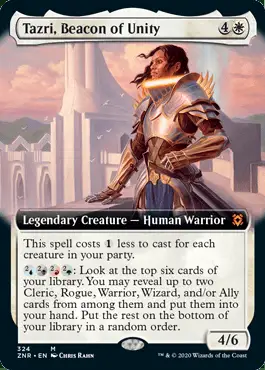 Tazri, Beacon of Unity 4
Legendary Creature — Human Warrior
This spell costs 1 less to cast for each
creature in your party.
: Look at the top six cards of
your library. You may reveal up to two
Cleric, Rogue, Warrior, Wizard, and/or Ally
cards from among them and put them into
your hand. Put the rest on the bottom of
your library in a random order.
4/6
324 M
ZNR • EN Chris Rahn
™ & © 2020 Wizards of the Coast